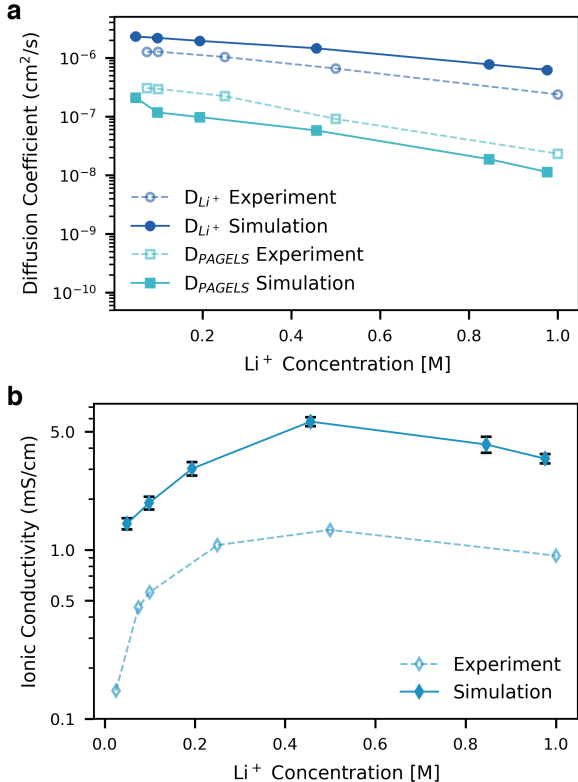 a
Diffusion Coefficient (cm²/s)
10⁻⁶
10⁻⁷
10⁻⁸
10⁻⁹
10⁻¹⁰
D_Li⁺ Experiment
D_Li⁺ Simulation
D_PAGELS Experiment
D_PAGELS Simulation
0.2 0.4 0.6 0.8 1.0
Li⁺ Concentration [M]
b
Ionic Conductivity (mS/cm)
5.0
1.0
0.5
0.1
Experiment
Simulation
0.0 0.2 0.4 0.6 0.8 1.0
Li⁺ Concentration [M]